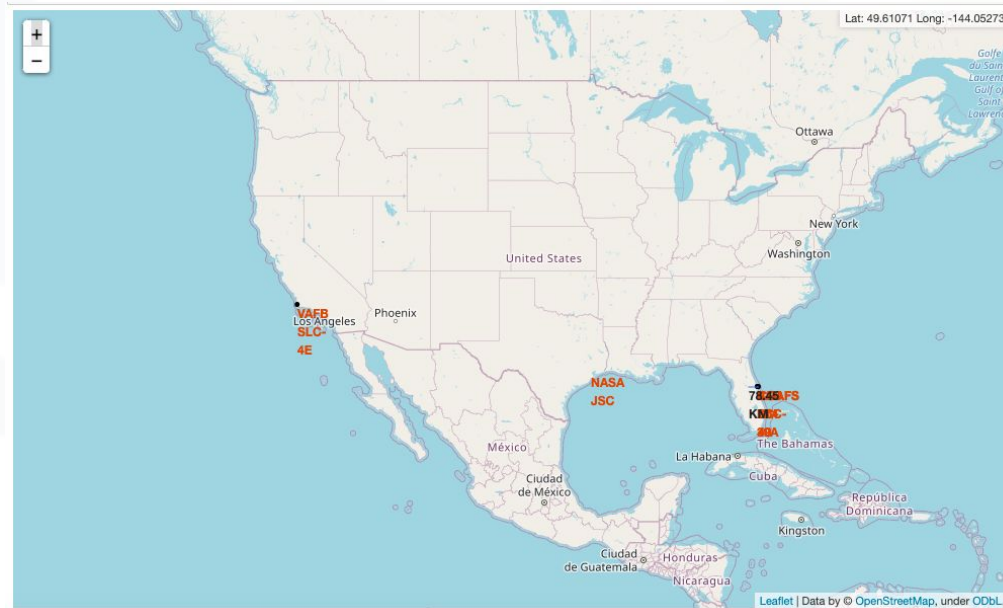 +
Lat: 49.61071 Long: -144.05273
−
Golfe
du Saint-
Laurent
Gulf of
Saint
Lawrence
Ottawa
New York
Washington
United States
VAFB
Los Angeles
SLC-
4E
Phoenix
NASA
JSC
78.45
KM
The Bahamas
La Habana
Cuba
México
Ciudad
de México
República
Dominicana
Kingston
Ciudad
de Guatemala
Honduras
Nicaragua
Leaflet | Data by © OpenStreetMap, under ODbL